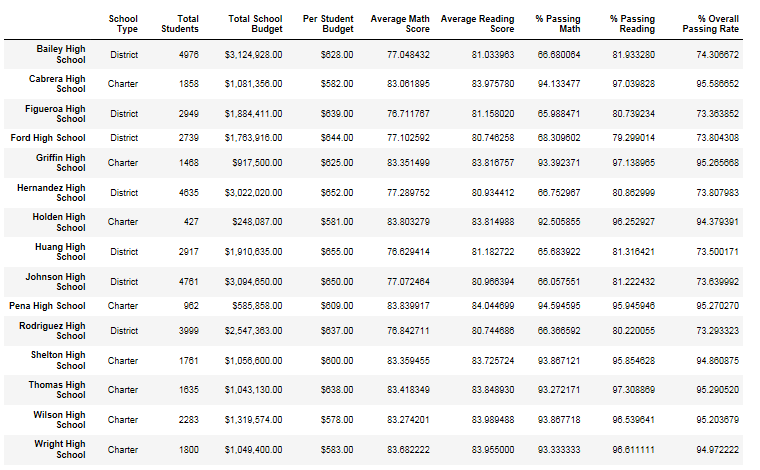 School Type Total Students Total School Budget Per Student Budget Average Math Score Average Reading Score % Passing Math % Passing Reading % Overall Passing Rate
Bailey High School District 4976 $3,124,928.00 $628.00 77.048432 81.033963 66.680064 81.933280 74.306672
Cabrera High School Charter 1858 $1,081,356.00 $582.00 83.061895 83.975780 94.133477 97.039828 95.586652
Figueroa High School District 2949 $1,884,411.00 $639.00 76.711767 81.158020 65.988471 80.739234 73.363852
Ford High School District 2739 $1,763,916.00 $644.00 77.102592 80.746258 68.309602 79.299014 73.804308
Griffin High School Charter 1468 $917,500.00 $625.00 83.351499 83.816757 93.392371 97.138965 95.265668
Hernandez High School District 4635 $3,022,020.00 $652.00 77.289752 80.934412 66.752967 80.862999 73.807983
Holden High School Charter 427 $248,087.00 $581.00 83.803279 83.814988 92.505855 96.252927 94.379391
Huang High School District 2917 $1,910,635.00 $655.00 76.629414 81.182722 65.683922 81.316421 73.500171
Johnson High School District 4761 $3,094,650.00 $650.00 77.072464 80.966394 66.057551 81.222432 73.639992
Pena High School Charter 962 $585,858.00 $609.00 83.839917 84.044699 94.594595 95.945946 95.270270
Rodriguez High School District 3999 $2,547,363.00 $637.00 76.842711 80.744686 66.366592 80.220055 73.293323
Shelton High School Charter 1761 $1,056,600.00 $600.00 83.359455 83.725724 93.867121 95.854628 94.860875
Thomas High School Charter 1635 $1,043,130.00 $638.00 83.418349 83.848930 93.272171 97.308869 95.290520
Wilson High School Charter 2283 $1,319,574.00 $578.00 83.274201 83.989488 93.867718 96.539641 95.203679
Wright High School Charter 1800 $1,049,400.00 $583.00 83.682222 83.955000 93.333333 96.611111 94.972222